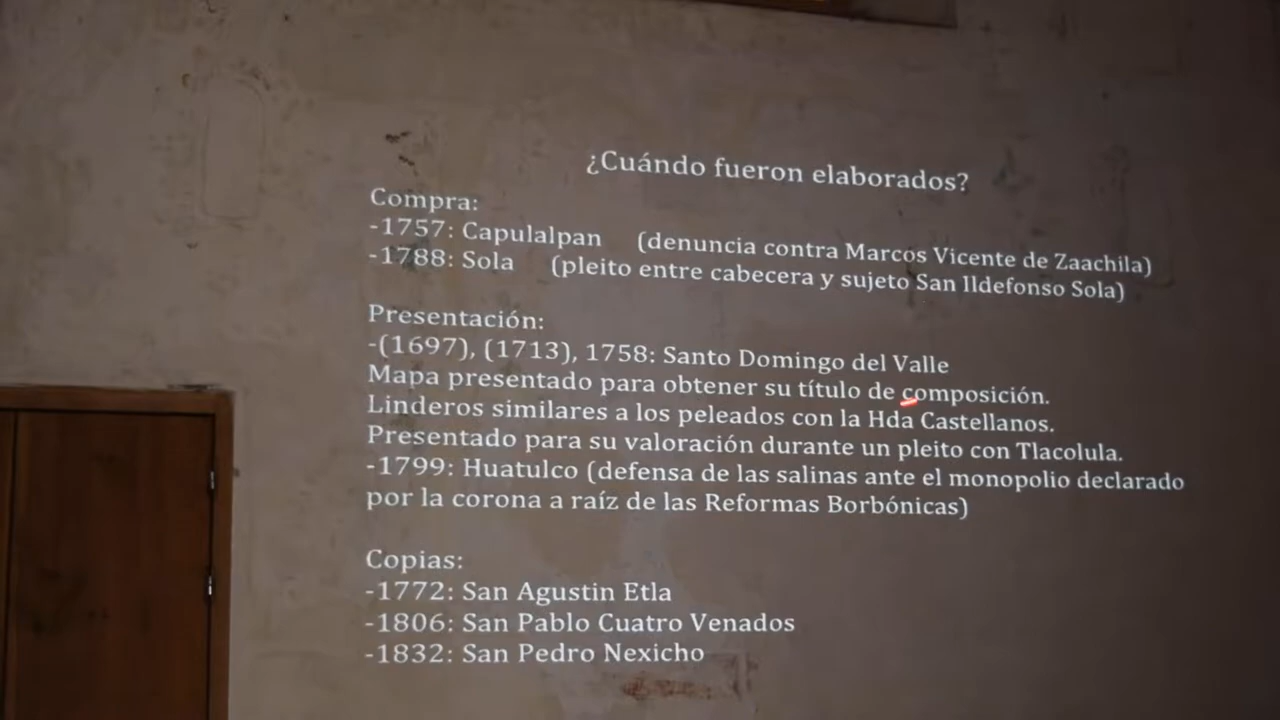 ¿Cuándo fueron elaborados?
Compra:
-1757: Capulalpan (denuncia contra Marcos Vicente de Zaachila)
-1788: Sola (pleito entre cabecera y sujeto San Ildefonso Sola)
Presentación:
-(1697), (1713), 1758: Santo Domingo del Valle
Mapa presentado para obtener su título de composición.
Linderos similares a los peleados con la Hda Castellanos.
Presentado para su valoración durante un pleito con Tlacolula.
-1799: Huatulco (defensa de las salinas ante el monopolio declarado
por la corona a raíz de las Reformas Borbónicas)
Copias:
-1772: San Agustin Etla
-1806: San Pablo Cuatro Venados
-1832: San Pedro Nexicho